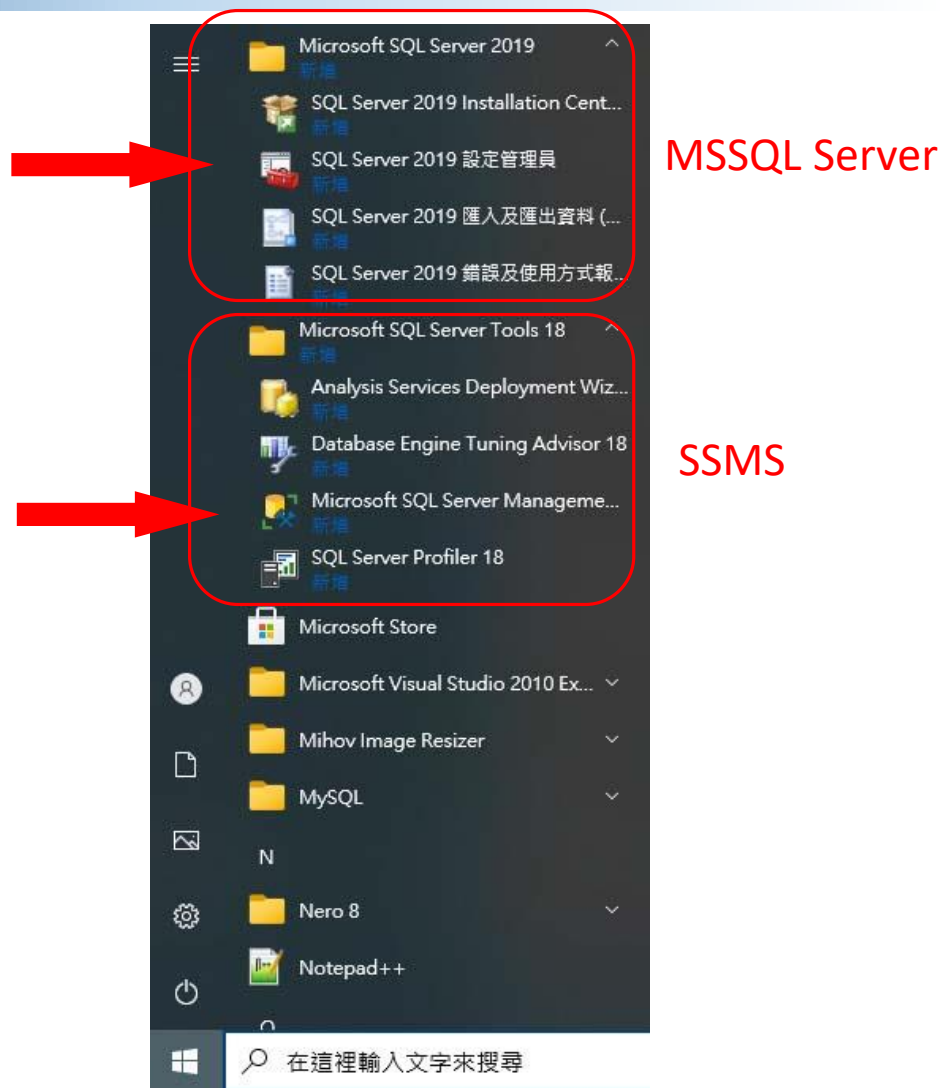 Microsoft SQL Server 2019
新增
SQL Server 2019 Installation Cent...
新增
SQL Server 2019 設定管理員
新增
SQL Server 2019 匯入及匯出資料 (...
新增
SQL Server 2019 錯誤及使用方式報...
新增
MSSQL Server
Microsoft SQL Server Tools 18
新增
Analysis Services Deployment Wiz...
新增
Database Engine Tuning Advisor 18
新增
SSMS
Microsoft SQL Server Manageme...
新增
SQL Server Profiler 18
新增
Microsoft Store
Microsoft Visual Studio 2010 Ex...
Mihov Image Resizer
MySQL
N
Nero 8
Notepad++
在這裡輸入文字來搜尋